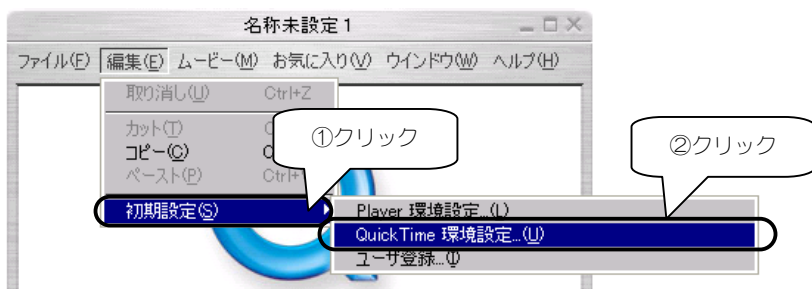 名称未設定 1
ファイル(F) 編集(E) ムービー(M) お気に入り(V) ウインドウ(W) ヘルプ(H)
取り消し(U) Ctrl+Z
カット(T)
コピー(C)
ペースト(P) Ctrl+
①クリック
②クリック
初期設定(S)
Player 環境設定...(L)
QuickTime 環境設定...(U)
ユーザ登録...(I)